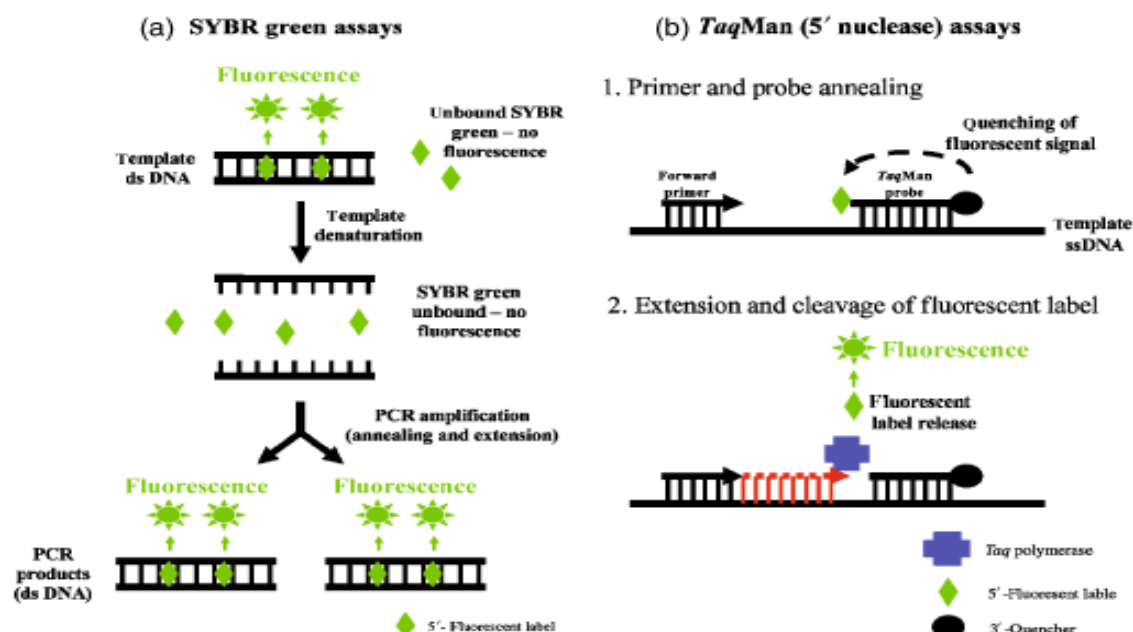 (a) SYBR green assays
Fluorescence
Unbound SYBR
green – no
fluorescence
Template
ds DNA
Template
denaturation
SYBR green
unbound – no
fluorescence
PCR amplification
(annealing and extension)
Fluorescence
Fluorescence
PCR
products
(ds DNA)
5′- Fluorescent label
(b) TaqMan (5′ nuclease) assays
1. Primer and probe annealing
Quenching of
fluorescent signal
Forward
primer
TaqMan
probe
Template
ssDNA
2. Extension and cleavage of fluorescent label
Fluorescence
Fluorescent
label release
Taq polymerase
5′-Fluoresent lable
3′-Quencher